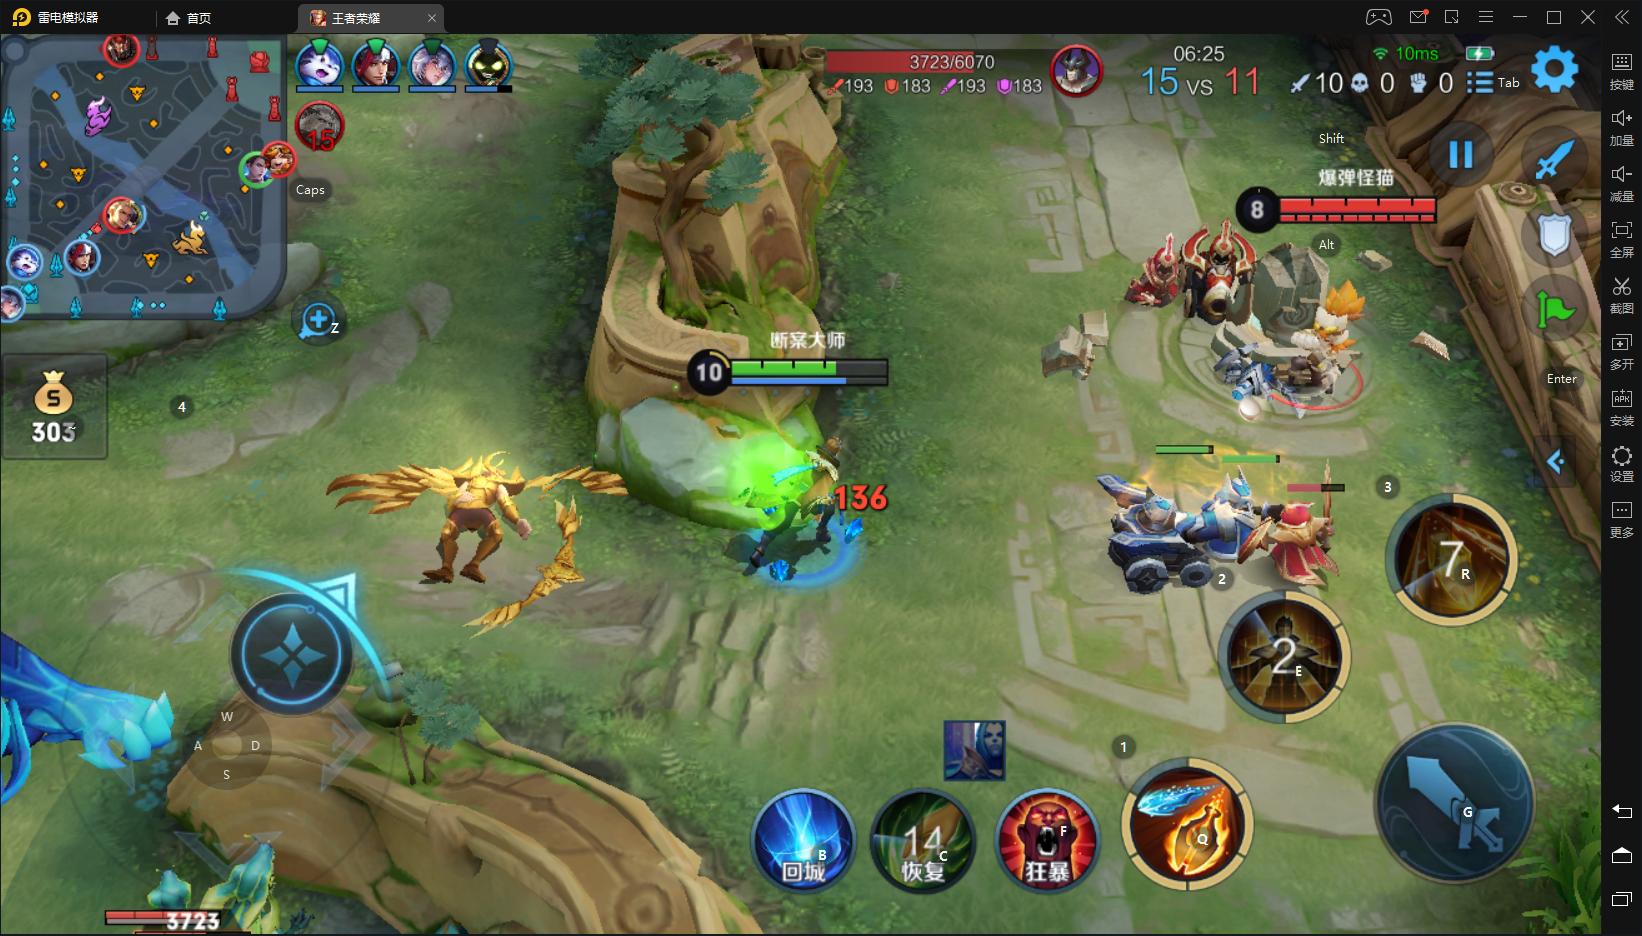 雷电模拟器
首页
王者荣耀
15
Caps
3723/6070
193 183 193 183
06:25
15 vs 11
10ms
10 0 0 Tab
Shift
爆弹怪猫
8
Alt
Z
断案大师
10
303
4
136
Enter
3
7 R
2
2 E
W
A D
S
1
回城 B
14 恢复 C
狂暴 F
Q
G
3723
按键
加量
减量
全屏
截图
多开
APK
安装
设置
更多